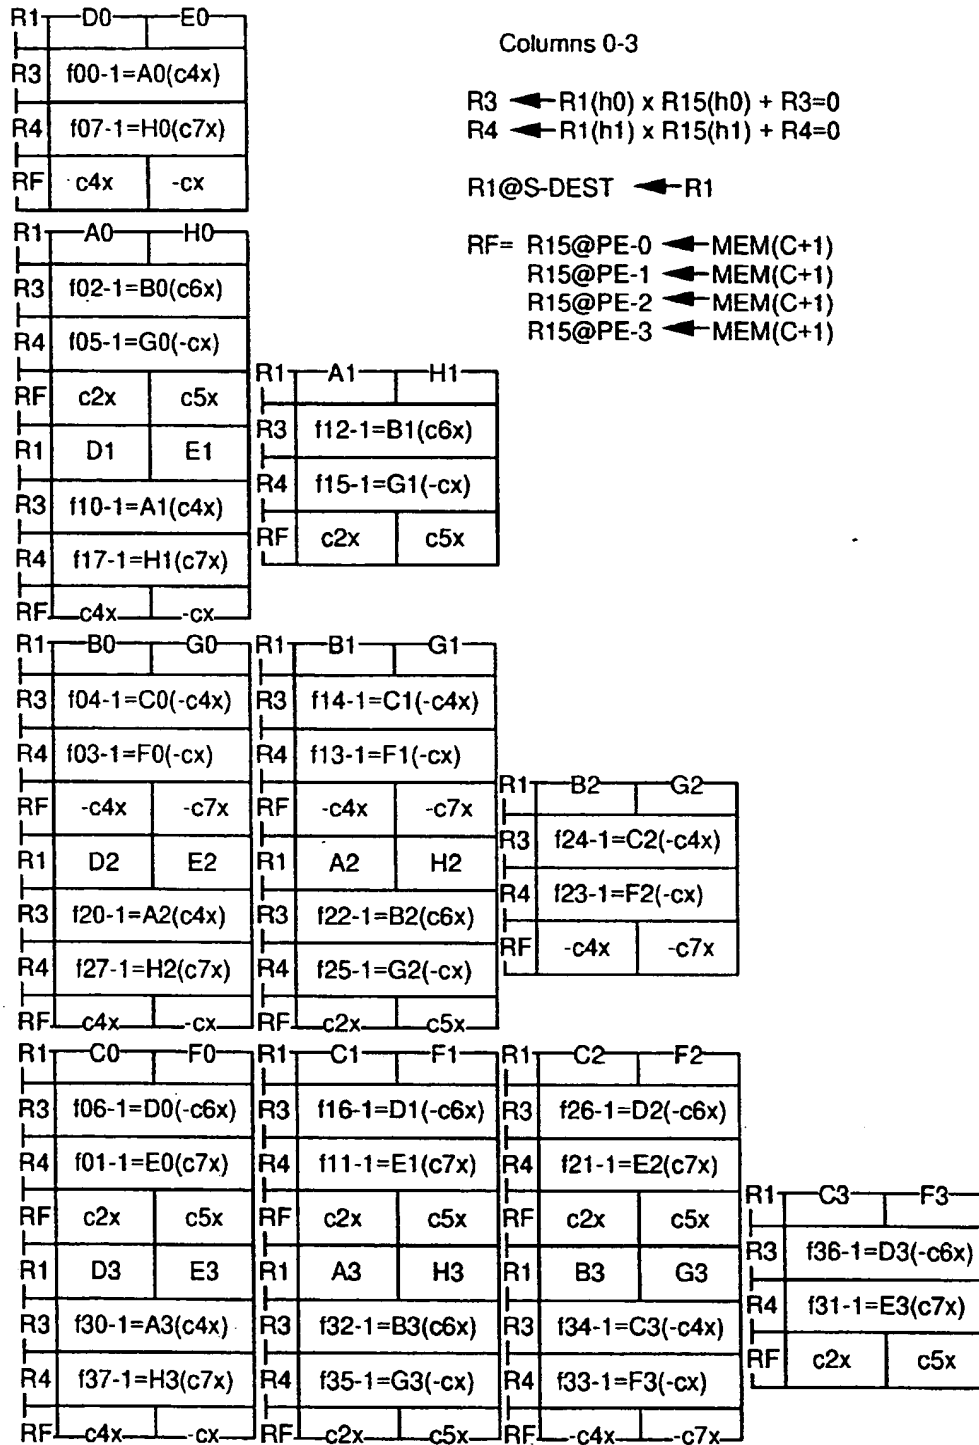 Columns 0-3
R3 ◄─ R1(h0) x R15(h0) + R3=0
R4 ◄─ R1(h1) x R15(h1) + R4=0
R1@S-DEST ◄─ R1
RF= R15@PE-0 ◄─ MEM(C+1)
R15@PE-1 ◄─ MEM(C+1)
R15@PE-2 ◄─ MEM(C+1)
R15@PE-3 ◄─ MEM(C+1)
R1 D0 E0
R3 f00-1=A0(c4x)
R4 f07-1=H0(c7x)
RF c4x -cx
R1 A0 H0
R3 f02-1=B0(c6x)
R4 f05-1=G0(-cx)
RF c2x c5x
R1 D1 E1
R3 f10-1=A1(c4x)
R4 f17-1=H1(c7x)
RF c4x -cx
R1 A1 H1
R3 f12-1=B1(c6x)
R4 f15-1=G1(-cx)
RF c2x c5x
R1 B0 G0
R3 f04-1=C0(-c4x)
R4 f03-1=F0(-cx)
RF -c4x -c7x
R1 D2 E2
R3 f20-1=A2(c4x)
R4 f27-1=H2(c7x)
RF c4x -cx
R1 B1 G1
R3 f14-1=C1(-c4x)
R4 f13-1=F1(-cx)
RF -c4x -c7x
R1 A2 H2
R3 f22-1=B2(c6x)
R4 f25-1=G2(-cx)
RF c2x c5x
R1 B2 G2
R3 f24-1=C2(-c4x)
R4 f23-1=F2(-cx)
RF -c4x -c7x
R1 C0 F0
R3 f06-1=D0(-c6x)
R4 f01-1=E0(c7x)
RF c2x c5x
R1 D3 E3
R3 f30-1=A3(c4x)
R4 f37-1=H3(c7x)
RF c4x -cx
R1 C1 F1
R3 f16-1=D1(-c6x)
R4 f11-1=E1(c7x)
RF c2x c5x
R1 A3 H3
R3 f32-1=B3(c6x)
R4 f35-1=G3(-cx)
RF c2x c5x
R1 C2 F2
R3 f26-1=D2(-c6x)
R4 f21-1=E2(c7x)
RF c2x c5x
R1 B3 G3
R3 f34-1=C3(-c4x)
R4 f33-1=F3(-cx)
RF -c4x -c7x
R1 C3 F3
R3 f36-1=D3(-c6x)
R4 f31-1=E3(c7x)
RF c2x c5x